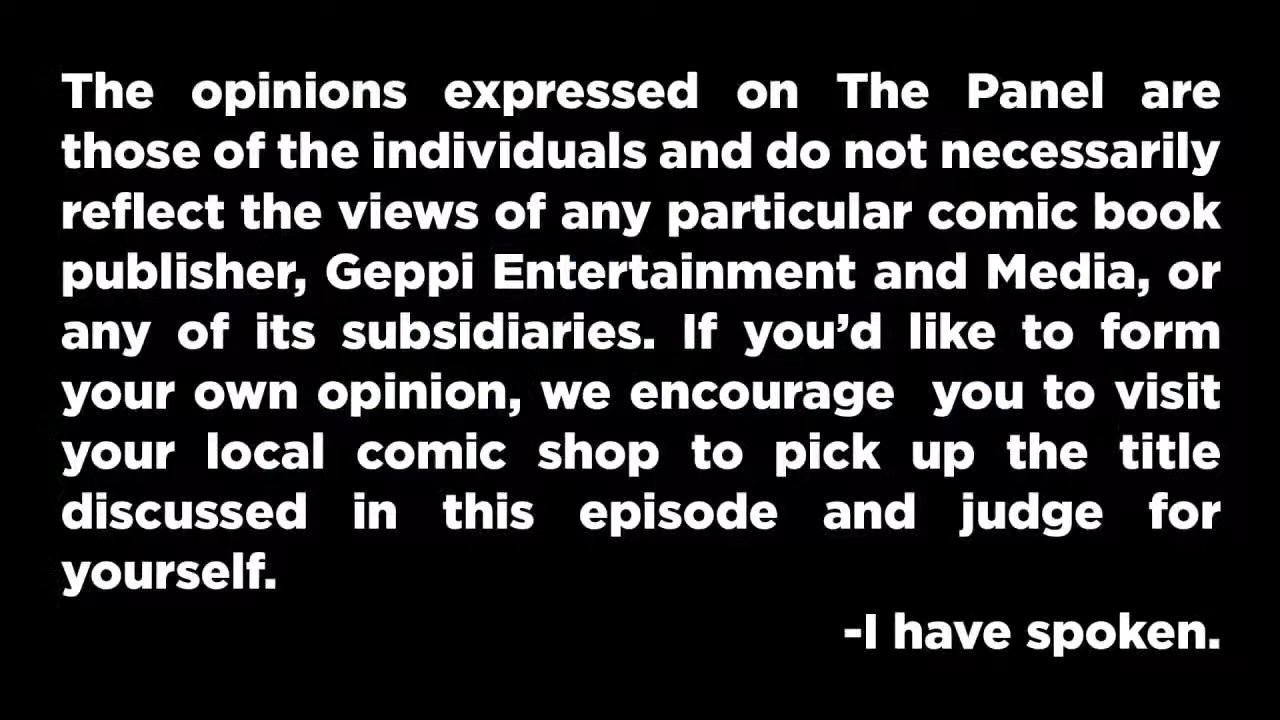 The opinions expressed on The Panel are
those of the individuals and do not necessarily
reflect the views of any particular comic book
publisher, Geppi Entertainment and Media, or
any of its subsidiaries. If you’d like to form
your own opinion, we encourage  you to visit
your local comic shop to pick up the title
discussed in this episode and judge for
yourself.
-I have spoken.